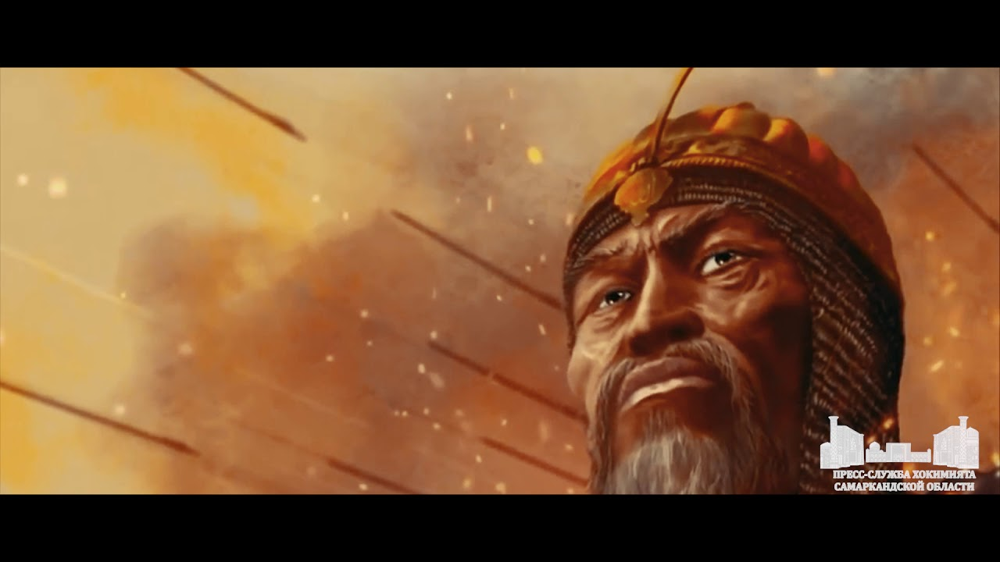 ПРЕСС-СЛУЖБА ХОКИМИЯТА
САМАРКАНДСКОЙ ОБЛАСТИ